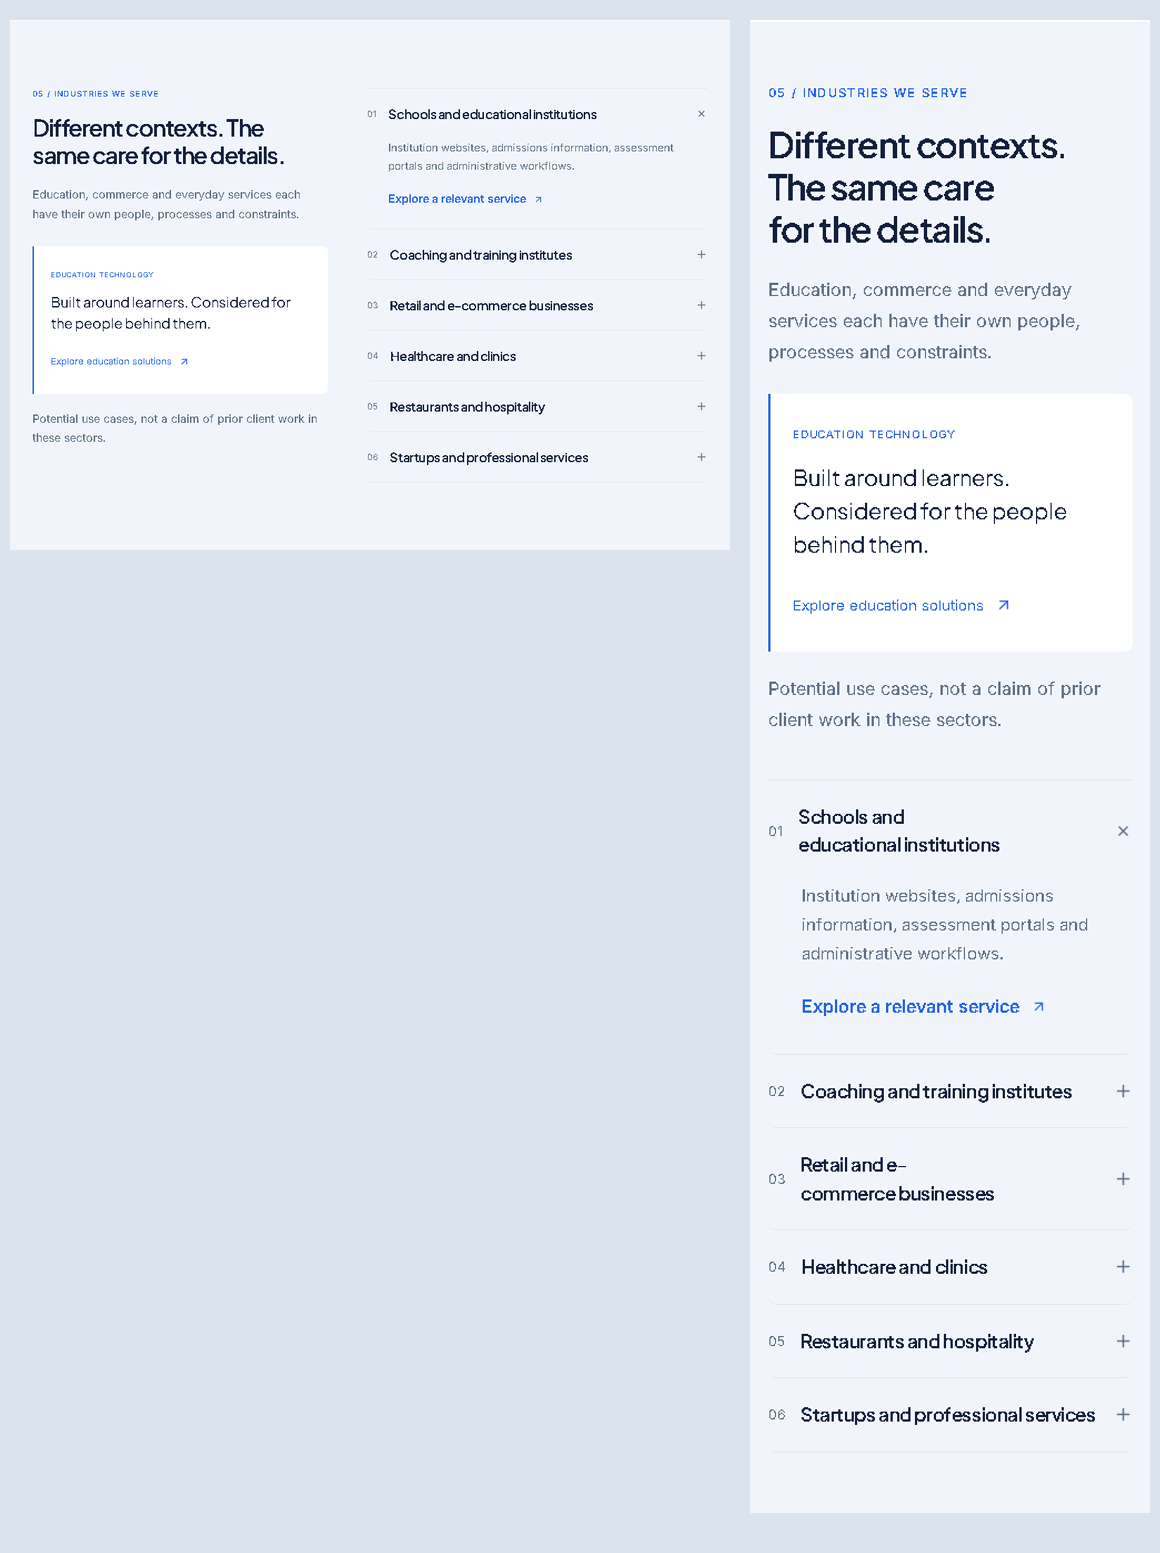 05 / INDUSTRIES WE SERVE
Different contexts. The
same care for the details.
Education, commerce and everyday services each
have their own people, processes and constraints.
EDUCATION TECHNOLOGY
Built around learners. Considered for
the people behind them.
Explore education solutions
Potential use cases, not a claim of prior client work in
these sectors.
01 Schools and educational institutions
Institution websites, admissions information, assessment
portals and administrative workflows.
Explore a relevant service
02 Coaching and training institutes
03 Retail and e-commerce businesses
04 Healthcare and clinics
05 Restaurants and hospitality
06 Startups and professional services
05 / INDUSTRIES WE SERVE
Different contexts.
The same care
for the details.
Education, commerce and everyday
services each have their own people,
processes and constraints.
EDUCATION TECHNOLOGY
Built around learners.
Considered for the people
behind them.
Explore education solutions
Potential use cases, not a claim of prior
client work in these sectors.
01 Schools and
educational institutions
Institution websites, admissions
information, assessment portals and
administrative workflows.
Explore a relevant service
02 Coaching and training institutes
03 Retail and e-
commerce businesses
04 Healthcare and clinics
05 Restaurants and hospitality
06 Startups and professional services